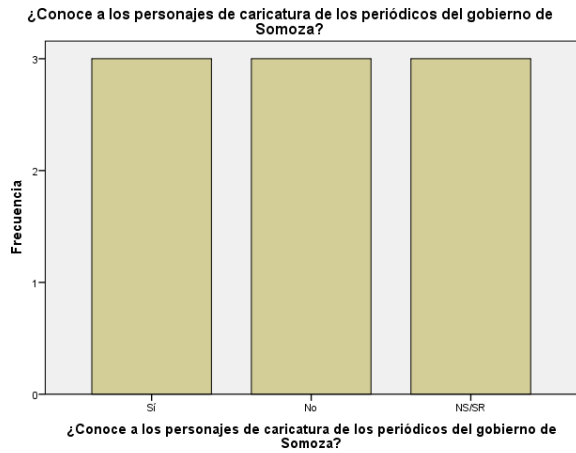 ¿Conoce a los personajes de caricatura de los periódicos del gobierno de
Somoza?
3
2
1
0
Frecuencia
Sí
No
NS/SR
¿Conoce a los personajes de caricatura de los periódicos del gobierno de
Somoza?